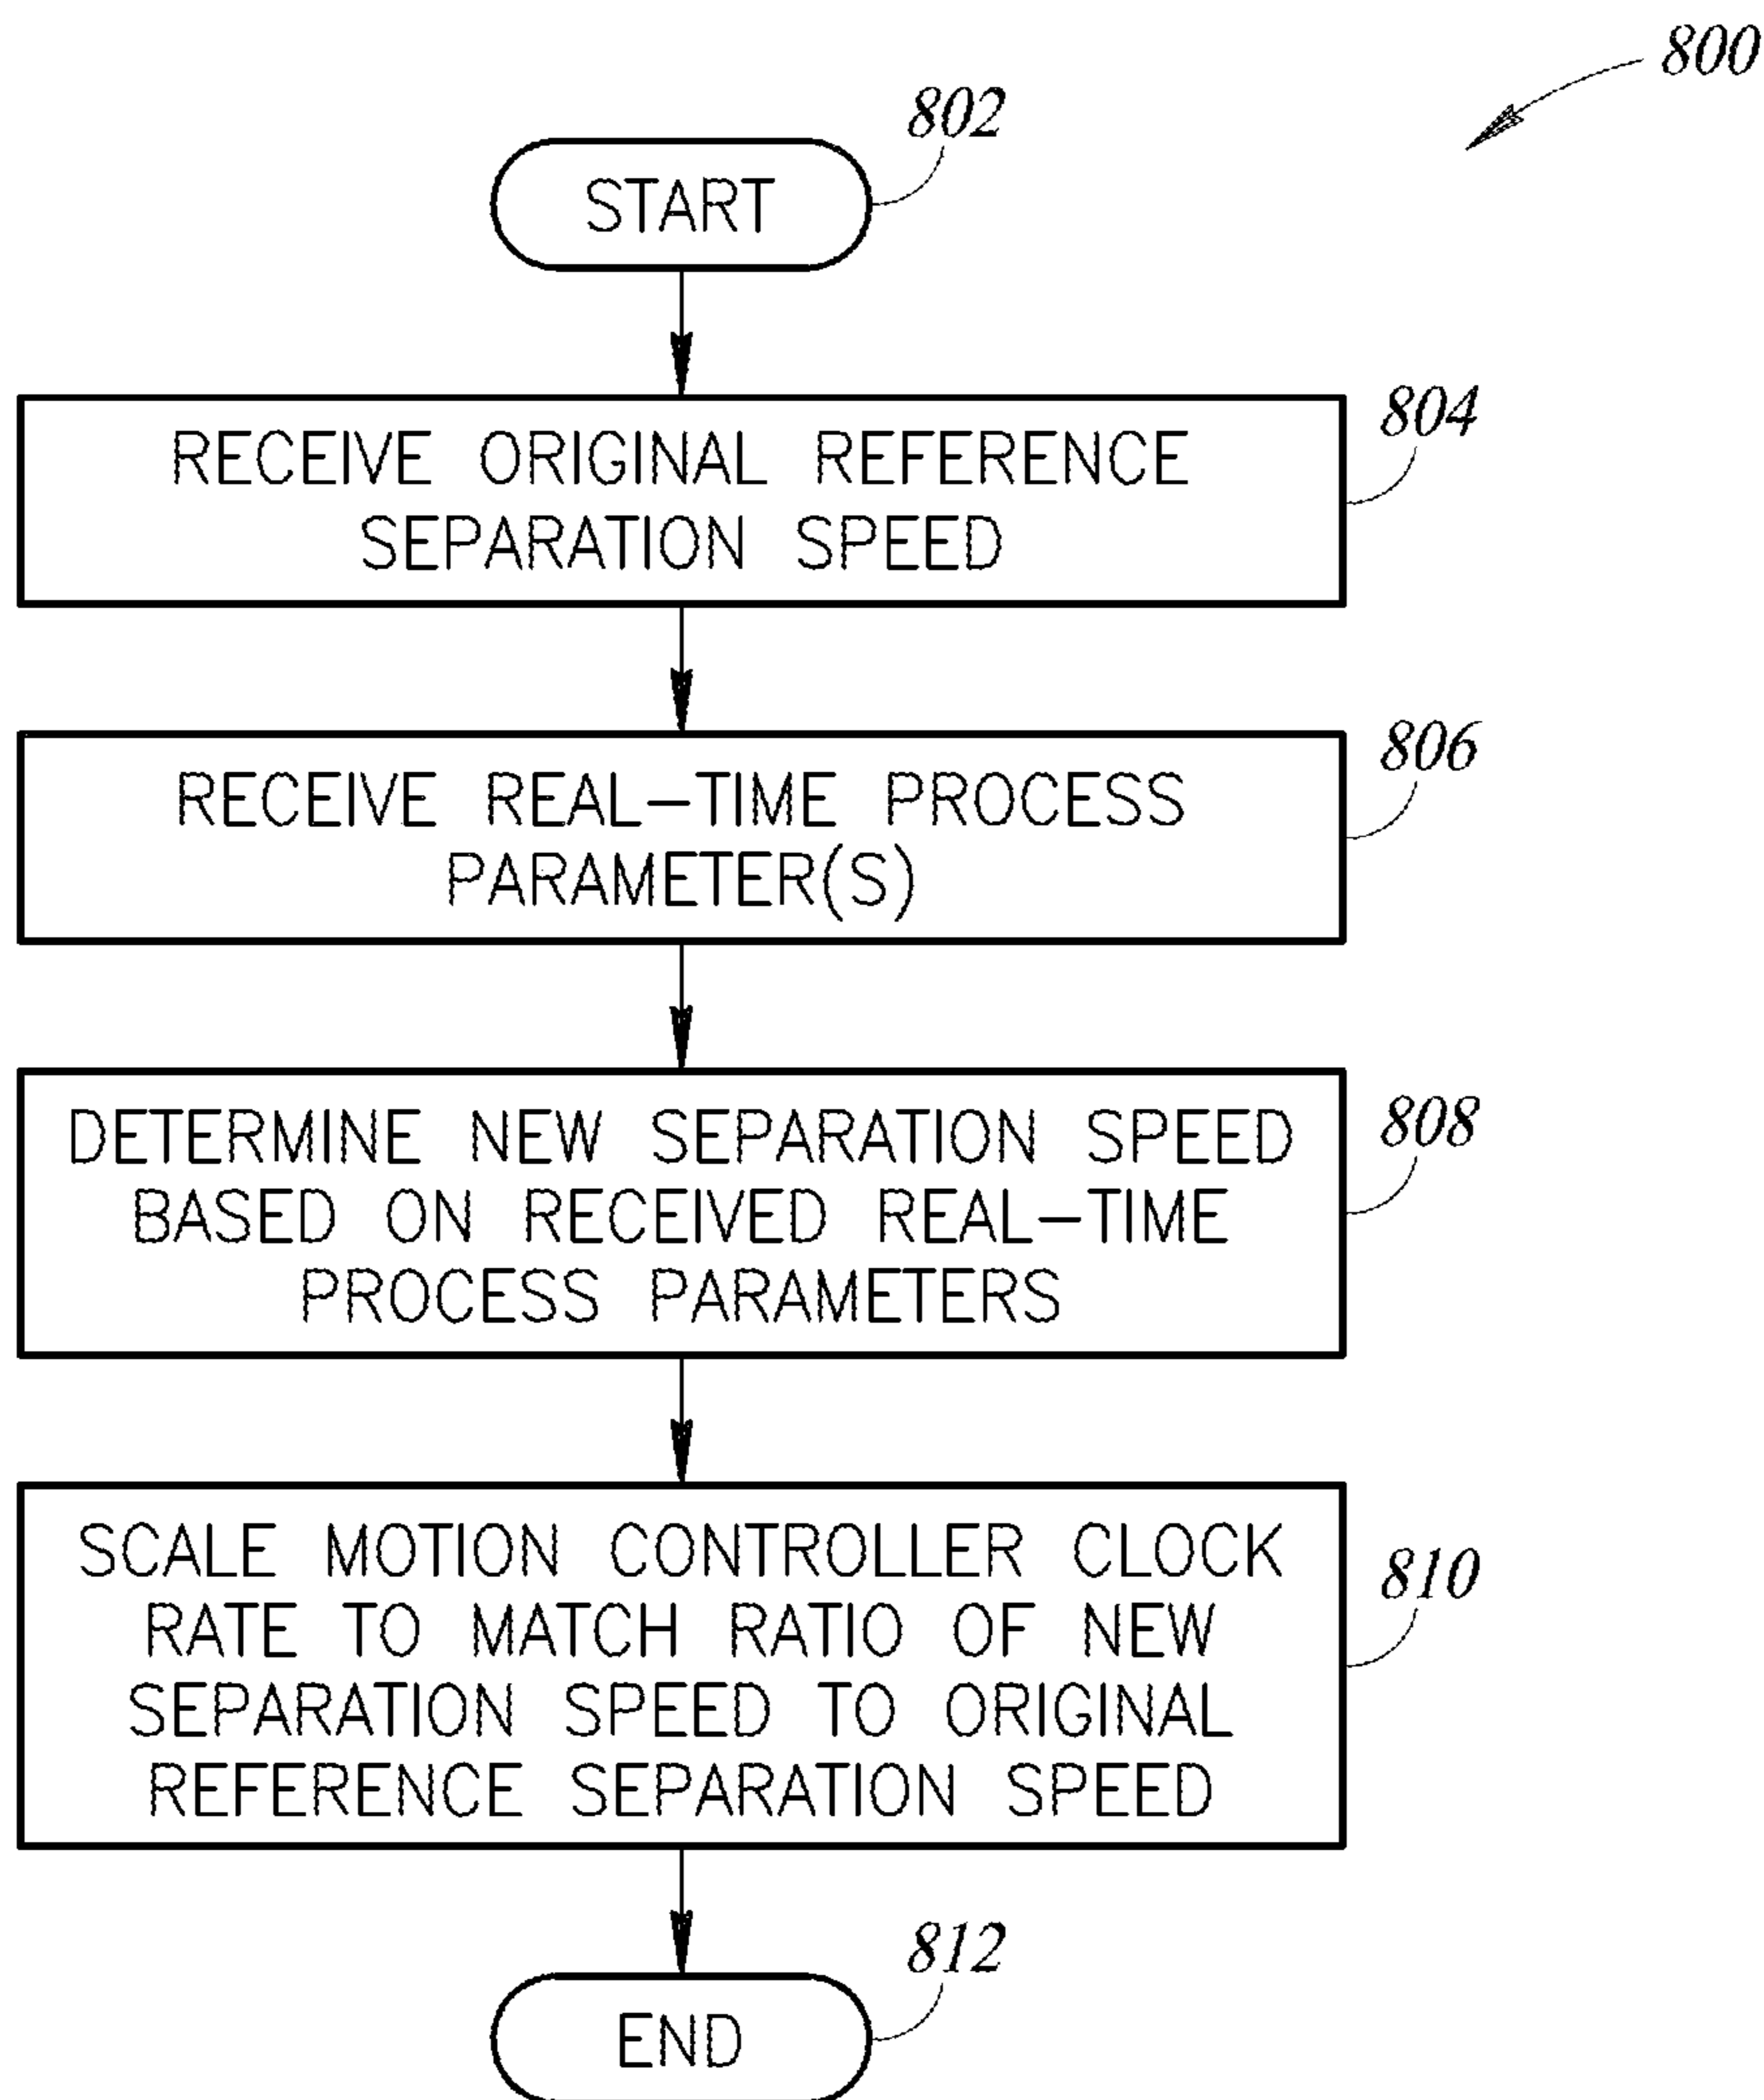 800
802
START
804
RECEIVE ORIGINAL REFERENCE
SEPARATION SPEED
806
RECEIVE REAL-TIME PROCESS
PARAMETER(S)
808
DETERMINE NEW SEPARATION SPEED
BASED ON RECEIVED REAL-TIME
PROCESS PARAMETERS
810
SCALE MOTION CONTROLLER CLOCK
RATE TO MATCH RATIO OF NEW
SEPARATION SPEED TO ORIGINAL
REFERENCE SEPARATION SPEED
812
END